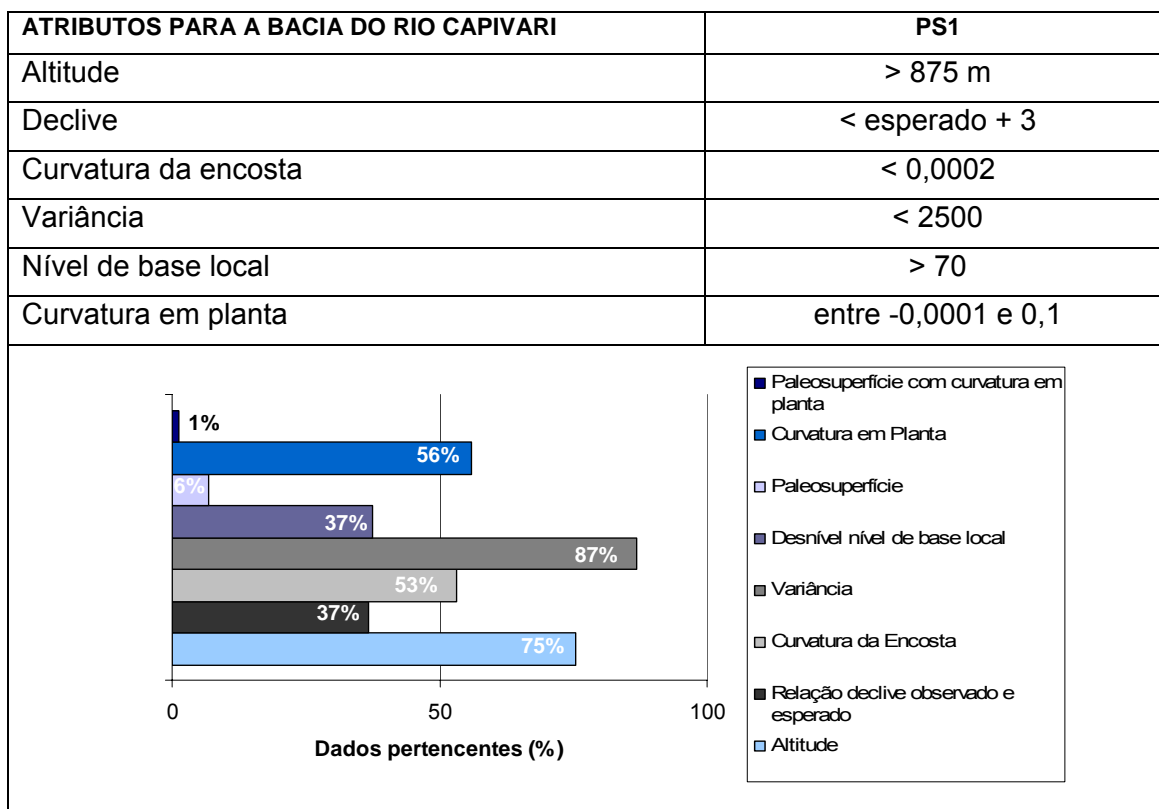 ATRIBUTOS PARA A BACIA DO RIO CAPIVARI PS1
Altitude > 875 m
Declive < esperado + 3
Curvatura da encosta < 0,0002
Variância < 2500
Nível de base local > 70
Curvatura em planta entre -0,0001 e 0,1
1%
56%
6%
37%
87%
53%
37%
75%
0 50 100
Dados pertencentes (%)
Paleosuperfície com curvatura em
planta
Curvatura em Planta
Paleosuperfície
Desnível nível de base local
Variância
Curvatura da Encosta
Relação declive observado e
esperado
Altitude